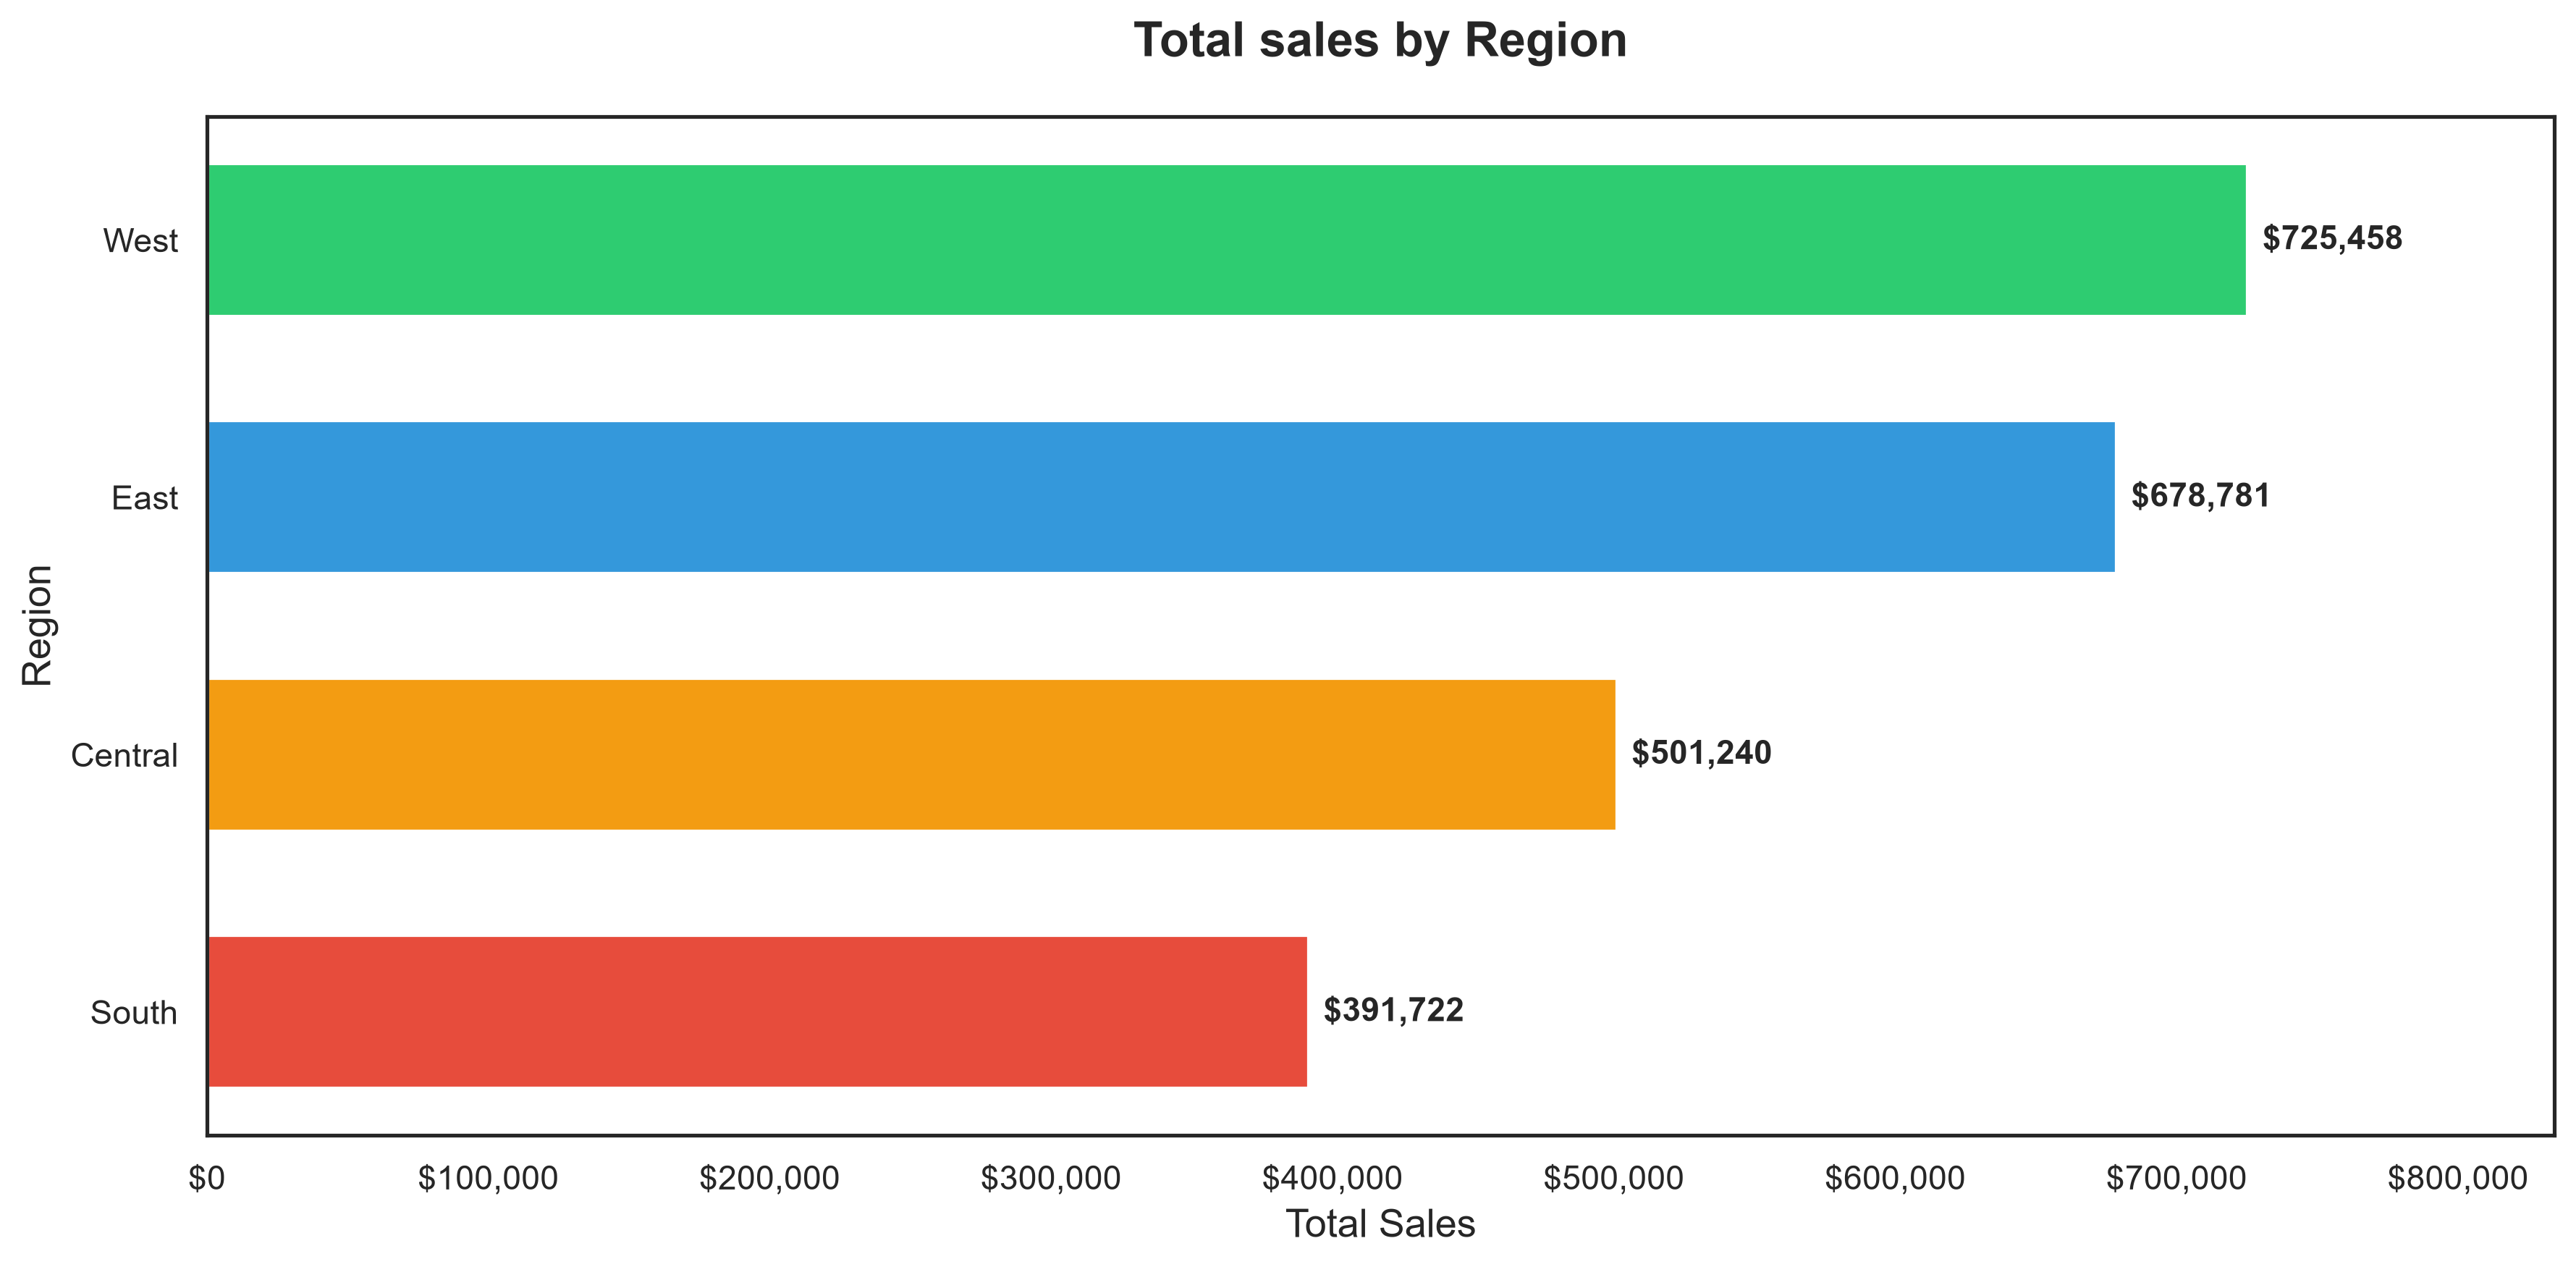 Total sales by Region
West
$725,458
East
$678,781
Region
Central
$501,240
South
$391,722
$0 $100,000 $200,000 $300,000 $400,000 $500,000 $600,000 $700,000 $800,000
Total Sales